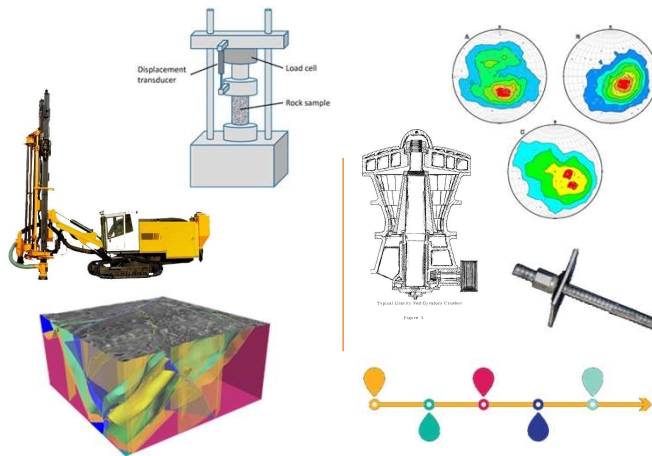 Displacement
transducer
Load cell
Rock sample
A
B
C
Typical Gravity Fed Gyratory Crusher
Figure 3